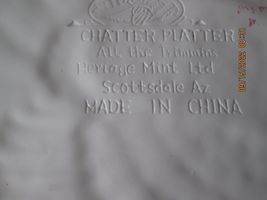 CHATTER PLATTER
All the Trimmins
Heritage Mint Ltd
Scottsdale Az
MADE IN CHINA